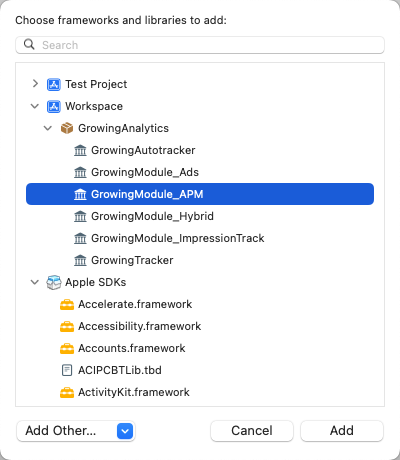 Choose frameworks and libraries to add:
Search
Test Project
Workspace
GrowingAnalytics
GrowingAutotracker
GrowingModule_Ads
GrowingModule_APM
GrowingModule_Hybrid
GrowingModule_ImpressionTrack
GrowingTracker
Apple SDKs
Accelerate.framework
Accessibility.framework
Accounts.framework
ACIPCBTLib.tbd
ActivityKit.framework
Add Other... Cancel Add